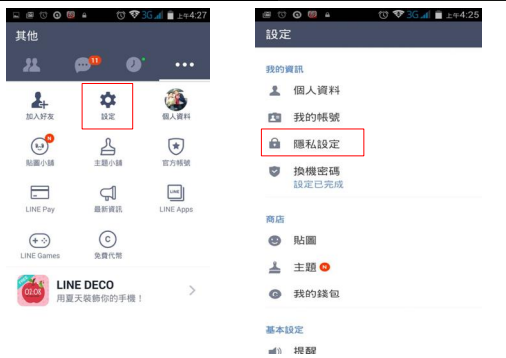 3G 上午4:27
其他
11
加入好友 設定 個人資料
N
貼圖小舖 主題小舖 官方帳號
LINE
LINE Pay 最新資訊 LINE Apps
C
LINE Games 免費代幣
02:08
LINE DECO
用夏天裝飾你的手機！
3G 上午4:25
設定
我的資訊
個人資料
我的帳號
隱私設定
換機密碼
設定已完成
商店
貼圖
主題 N
我的錢包
基本設定
提醒